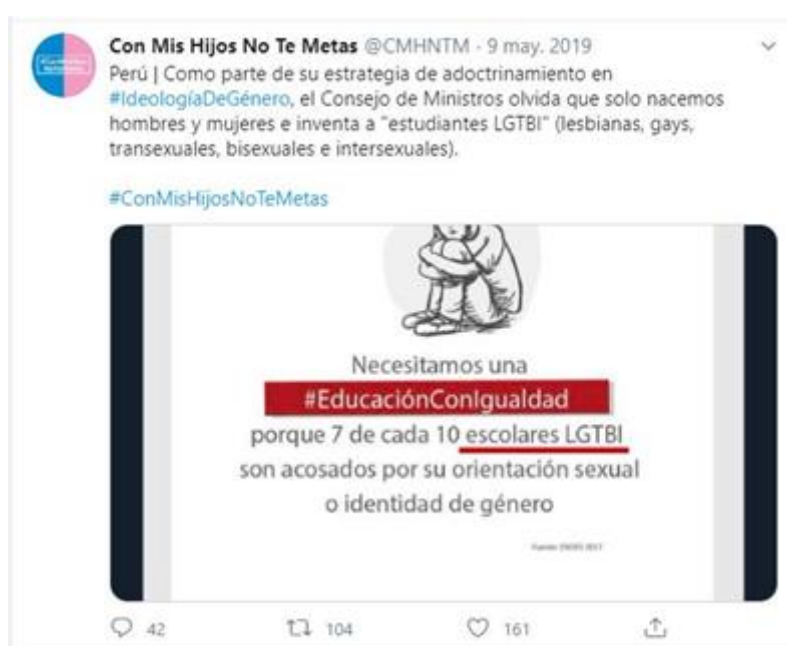 Con Mis Hijos No Te Metas @CMHNTM - 9 may. 2019
Perú | Como parte de su estrategia de adoctrinamiento en
#IdeologíaDeGénero, el Consejo de Ministros olvida que solo nacemos
hombres y mujeres e inventa a "estudiantes LGTBI" (lesbianas, gays,
transexuales, bisexuales e intersexuales).
#ConMisHijosNoTeMetas
Necesitamos una
#EducaciónConIgualdad
porque 7 de cada 10 escolares LGTBI
son acosados por su orientación sexual
o identidad de género
42 104 161